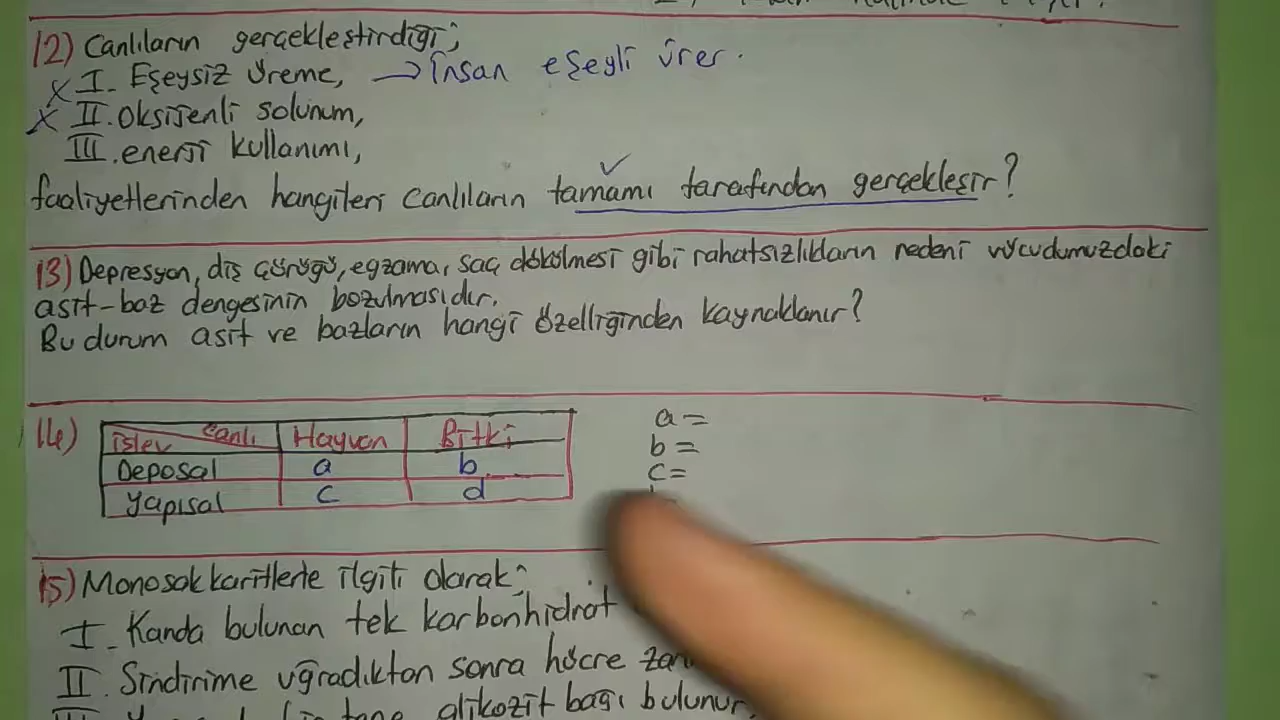 12) Canlıların gerçekleştirdiği;
x I. Eşeysiz üreme, → İnsan eşeyli ürer.
x II. Oksijenli solunum,
III. enerji kullanımı,
faaliyetlerinden hangileri canlıların tamamı tarafından gerçekleşir?
13) Depresyon, diş çürüğü, egzama, saç dökülmesi gibi rahatsızlıkların nedeni vücudumuzdaki
asit-baz dengesinin bozulmasıdır.
Bu durum asit ve bazların hangi özelliğinden kaynaklanır?
14)
İşlev Canlı Hayvan Bitki
Deposal a b
Yapısal c d
a =
b =
c =
15) Monosakkaritlerle ilgili olarak;
I. Kanda bulunan tek karbonhidrat
II. Sindirime uğradıktan sonra hücre
glikozit bağı bulunur.